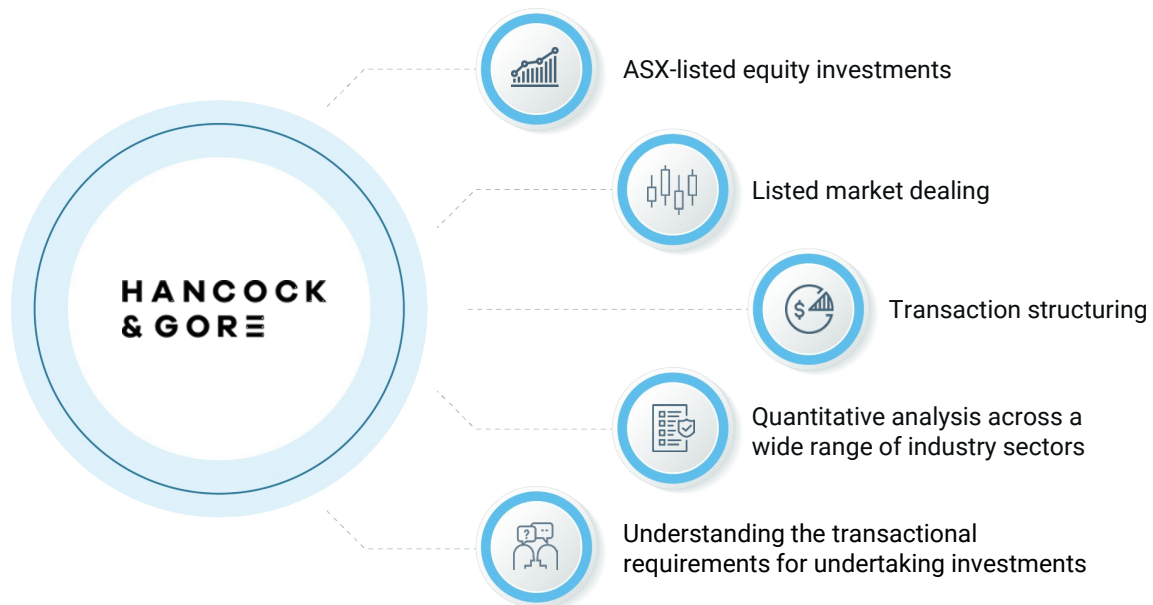 HANCOCK
& GORE
ASX-listed equity investments
Listed market dealing
Transaction structuring
Quantitative analysis across a
wide range of industry sectors
Understanding the transactional
requirements for undertaking investments